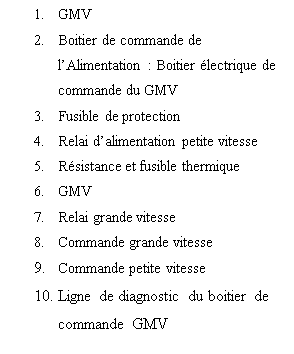 1. GMV
2. Boitier de commande de
l’Alimentation : Boitier électrique de
commande du GMV
3. Fusible de protection
4. Relai d’alimentation petite vitesse
5. Résistance et fusible thermique
6. GMV
7. Relai grande vitesse
8. Commande grande vitesse
9. Commande petite vitesse
10. Ligne de diagnostic du boitier de
commande GMV